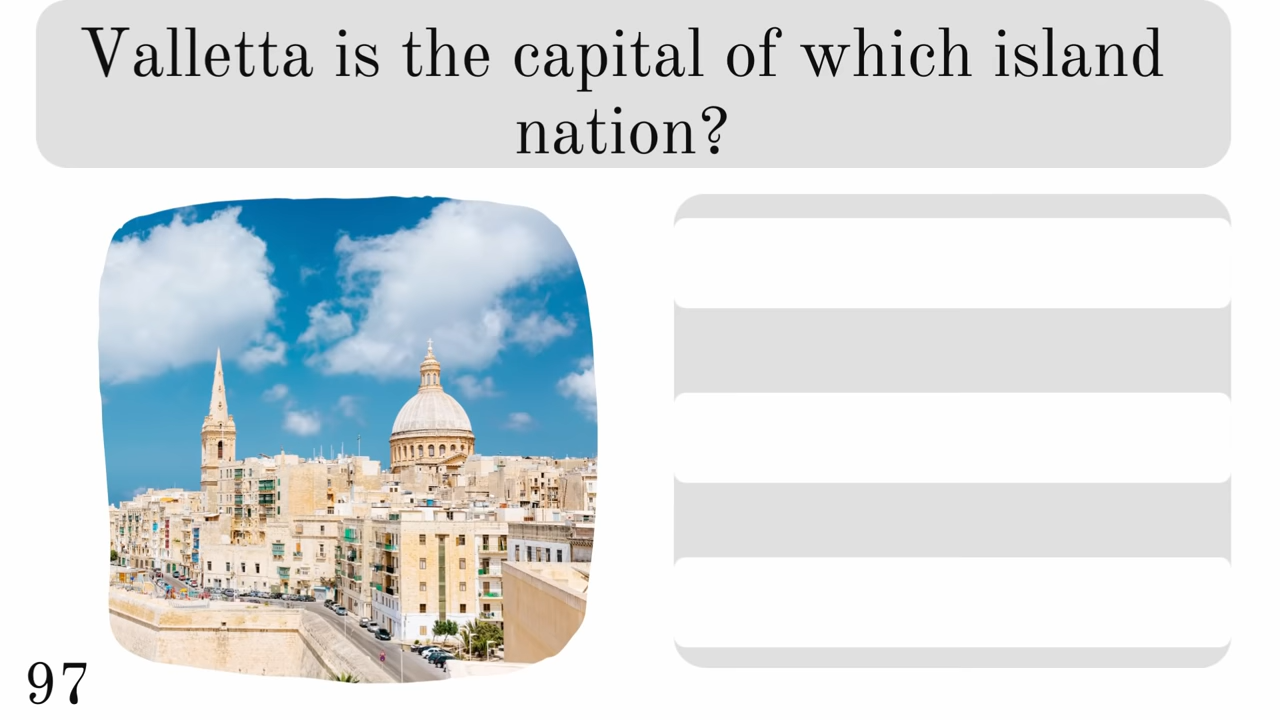 Valletta is the capital of which island
nation?
97